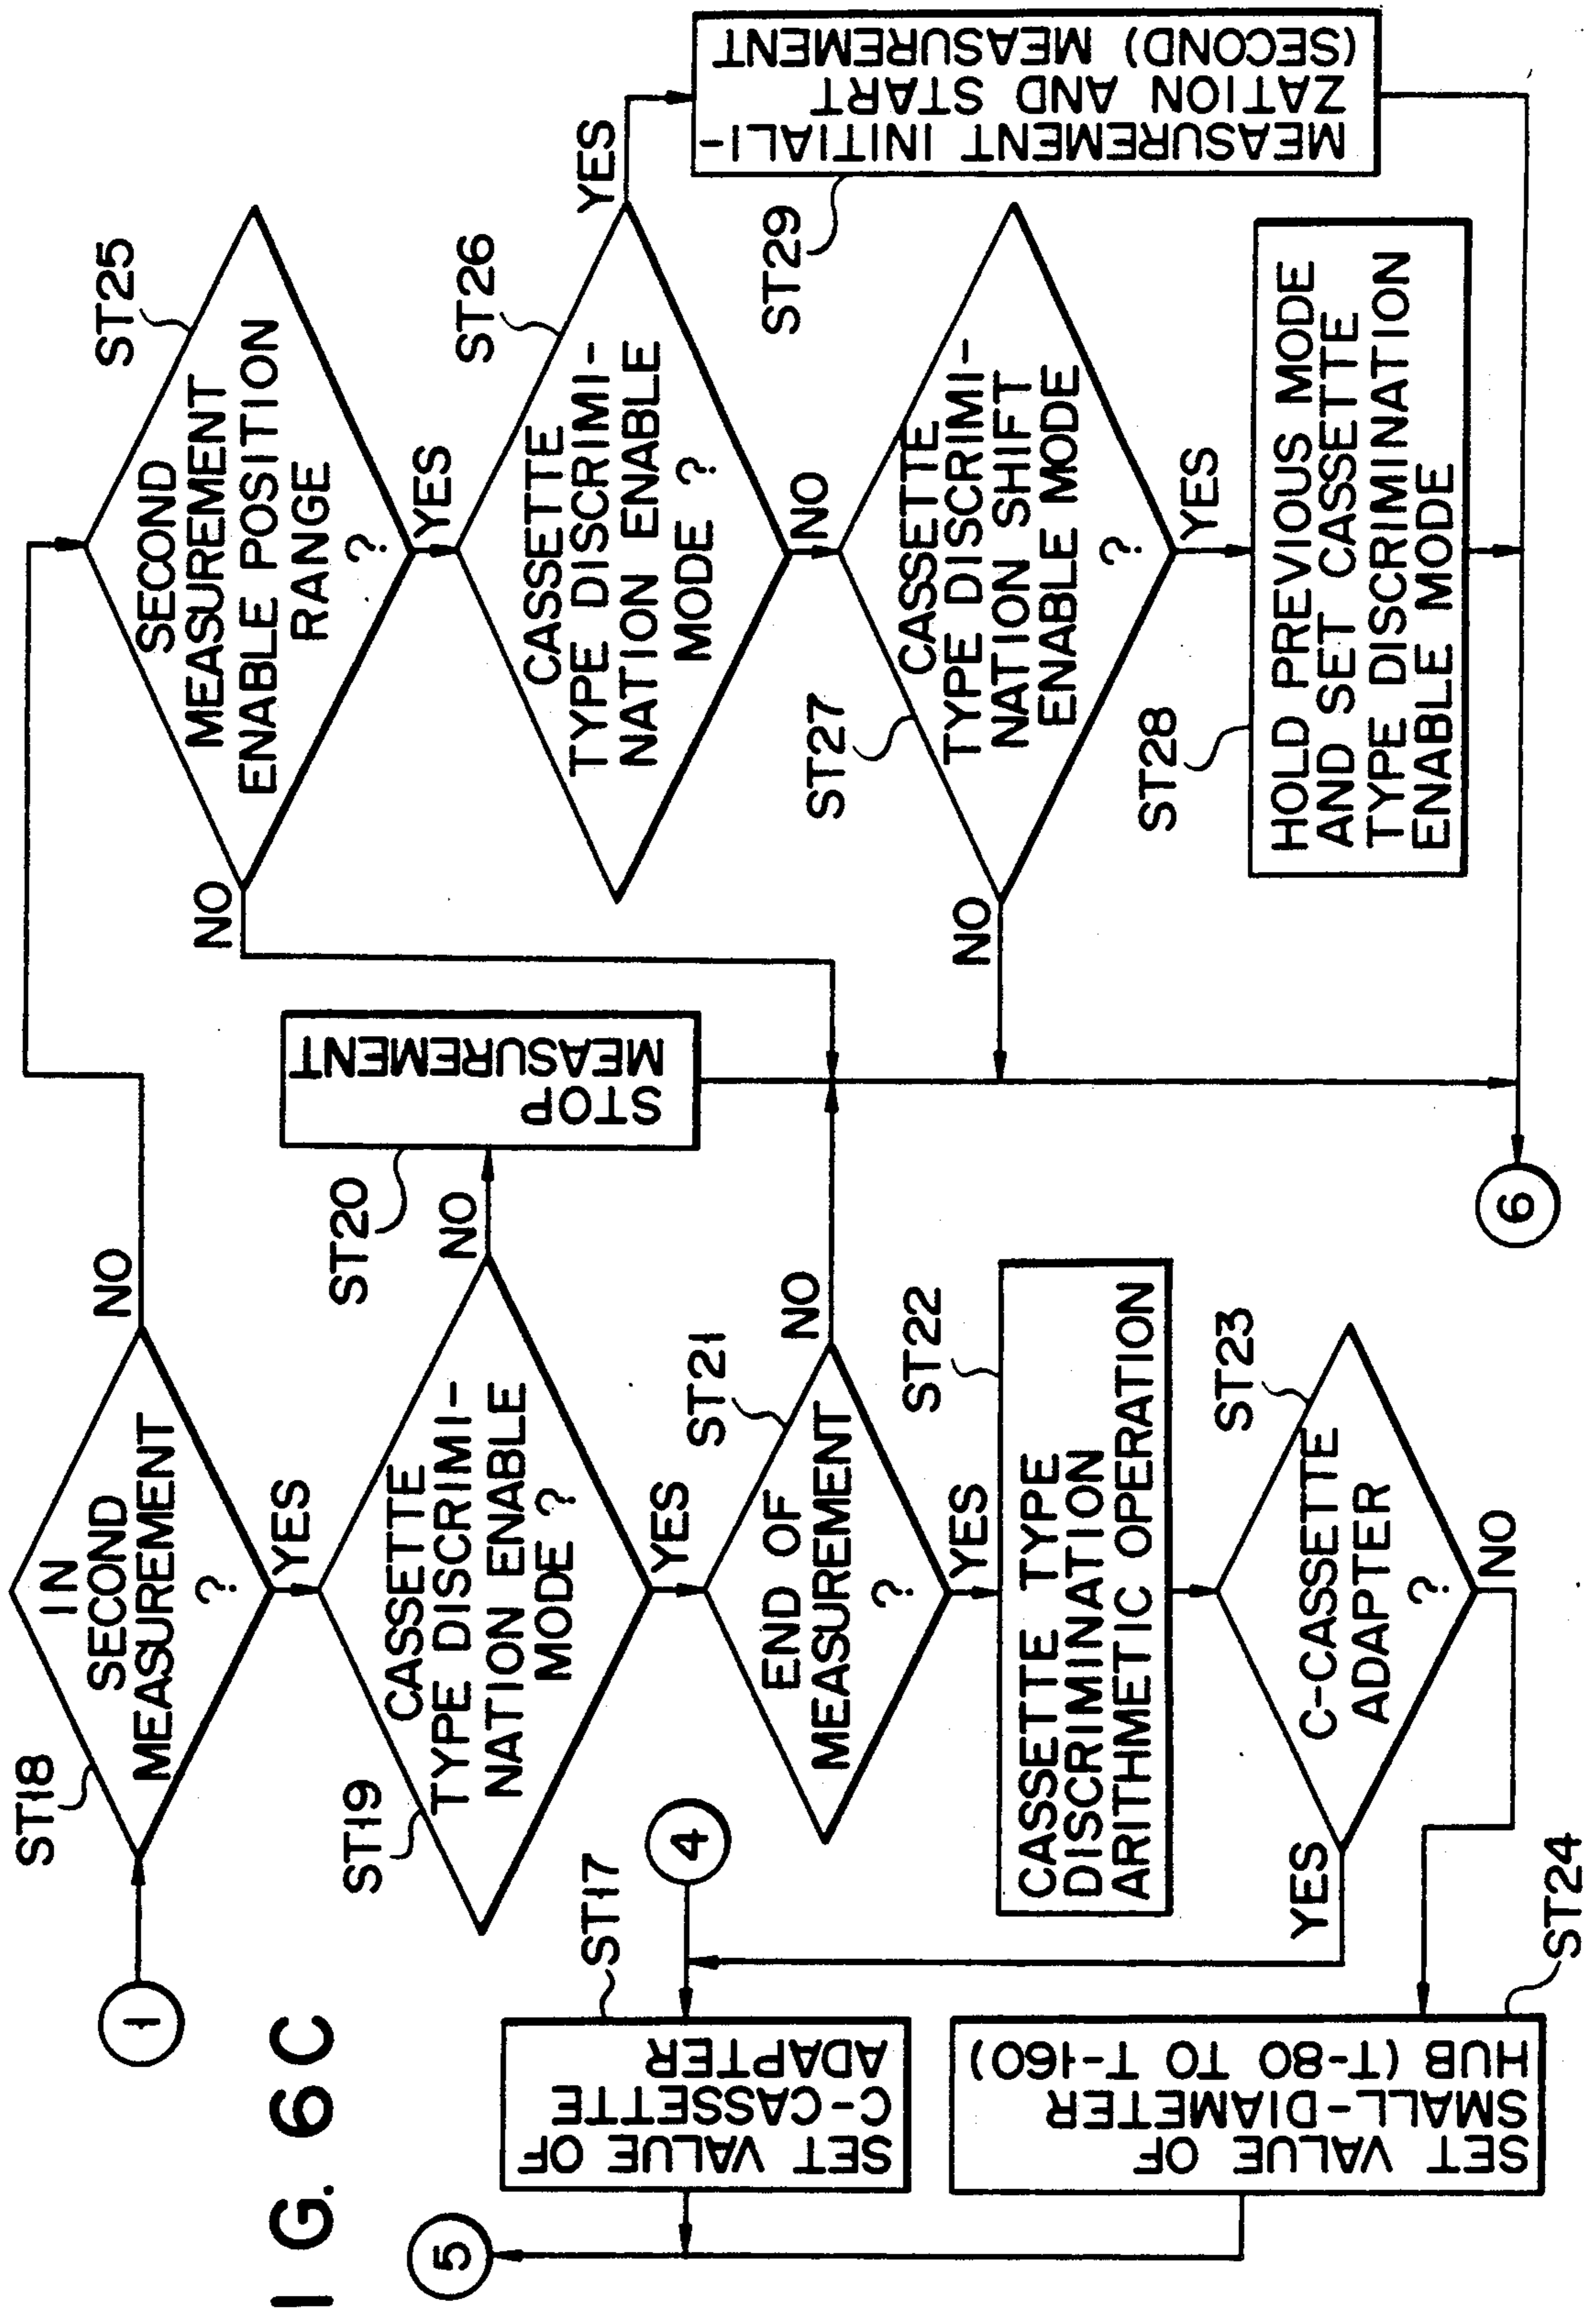 1 G. 6 C
1
ST18
IN
SECOND
MEASUREMENT
?
NO
YES
ST19
CASSETTE
TYPE DISCRIMI-
NATION ENABLE
MODE ?
NO
YES
ST20
STOP
MEASUREMENT
ST21
END OF
MEASUREMENT
?
NO
YES
ST22
CASSETTE TYPE
DISCRIMINATION
ARITHMETIC OPERATION
ST23
C-CASSETTE
ADAPTER
?
YES
NO
4
ST17
SET VALUE OF
C-CASSETTE
ADAPTER
ST24
SET VALUE OF
SMALL-DIAMETER
HUB (T-80 TO T-160)
5
ST25
SECOND
MEASUREMENT
ENABLE POSITION
RANGE
?
NO
YES
ST26
CASSETTE
TYPE DISCRIMI-
NATION ENABLE
MODE ?
YES
NO
ST27
CASSETTE
TYPE DISCRIMI-
NATION SHIFT
ENABLE MODE
?
NO
YES
ST28
HOLD PREVIOUS MODE
AND SET CASSETTE
TYPE DISCRIMINATION
ENABLE MODE
ST29
MEASUREMENT INITIALI-
ZATION AND START
(SECOND) MEASUREMENT
6